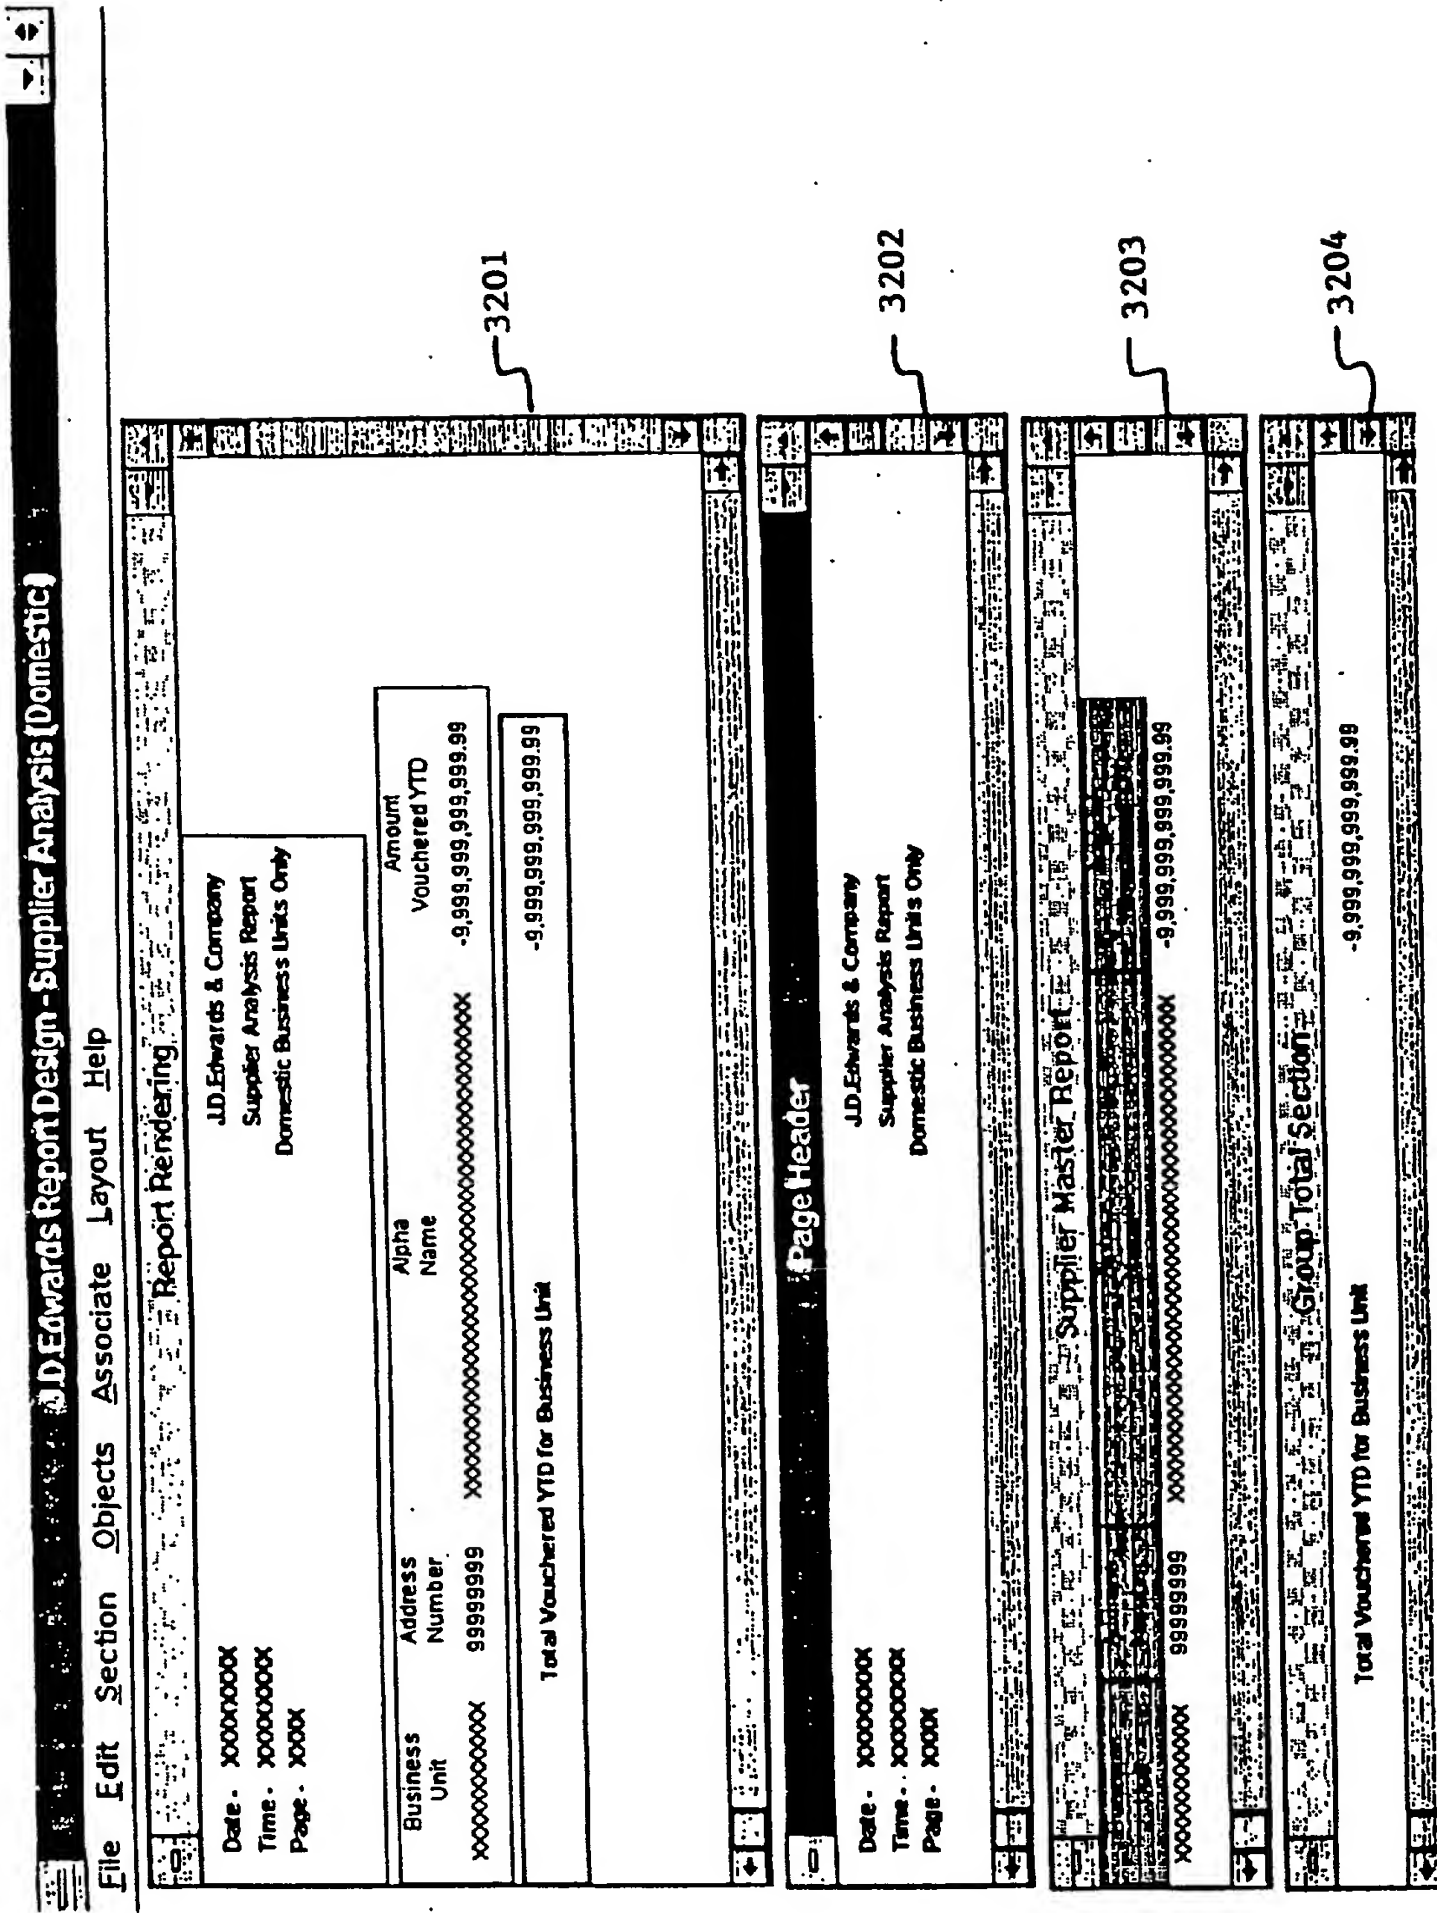 J.D.Edwards Report Design - Supplier Analysis (Domestic)
File Edit Section Objects Associate Layout Help
Report Rendering
Date - XXXXXXXX
Time - XXXXXXXX
Page - XXXX
J.D.Edwards & Company
Supplier Analysis Report
Domestic Business Units Only
Business Unit
Address Number
Alpha Name
Amount Vouchered YTD
99999999
-9,999,999,999,999.99
Total Vouchered YTD for Business Unit
-9,999,999,999,999.99
3201
Page Header
Date - XXXXXXXX
Time - XXXXXXXX
Page - XXXX
J.D.Edwards & Company
Supplier Analysis Report
Domestic Business Units Only
3202
Supplier Master Report
99999999
-9,999,999,999,999.99
3203
Group Total Section
Total Vouchered YTD for Business Unit
-9,999,999,999,999.99
3204